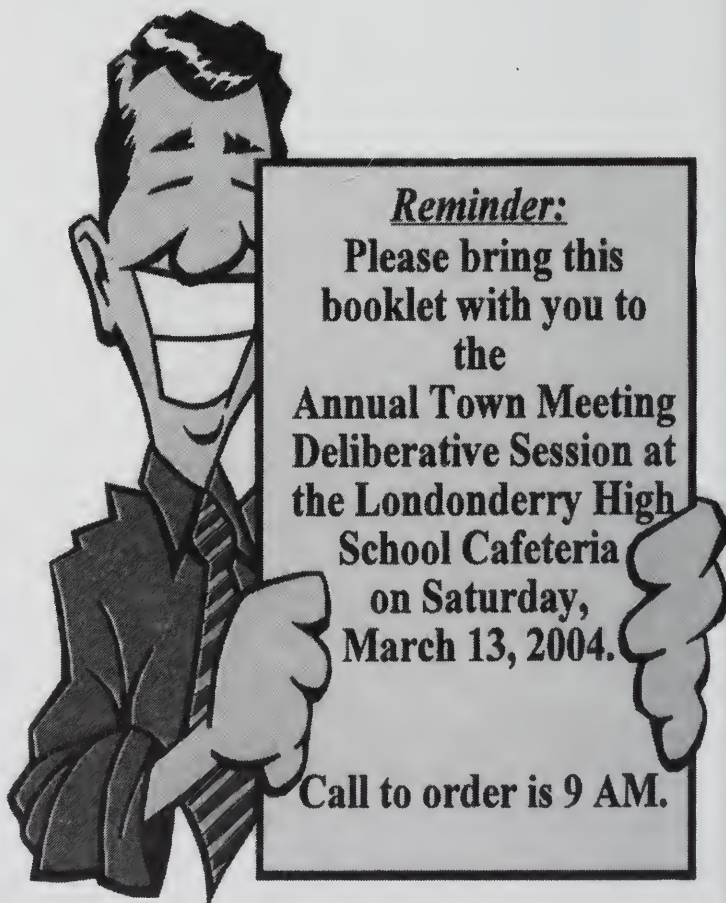 Reminder:
Please bring this
booklet with you to
the
Annual Town Meeting
Deliberative Session at
the Londonderry High
School Cafeteria
on Saturday,
March 13, 2004.
Call to order is 9 AM.